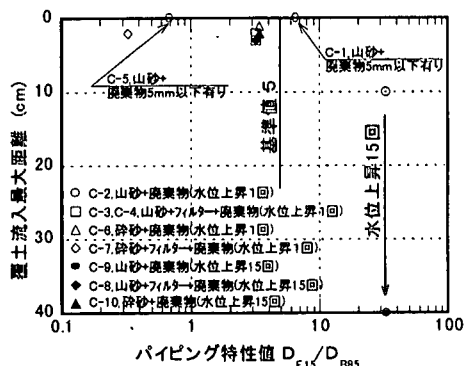 0
10
20
30
40
覆土流入最大距離 (cm)
C-5,山砂+
廃棄物5mm以下有り
C-1,山砂+
廃棄物5mm以下有り
基準値 5
水位上昇15回
○ C-2,山砂+廃棄物(水位上昇1回)
□ C-3,C-4,山砂+フィルター→廃棄物(水位上昇1回)
△ C-6,砕砂+廃棄物(水位上昇1回)
◇ C-7,砕砂+フィルター→廃棄物(水位上昇1回)
● C-9,山砂+廃棄物(水位上昇15回)
◆ C-8,山砂+フィルター→廃棄物(水位上昇15回)
▲ C-10,砕砂+廃棄物(水位上昇15回)
0.1 1 10 100
パイピング特性値 D_F15/D_B85